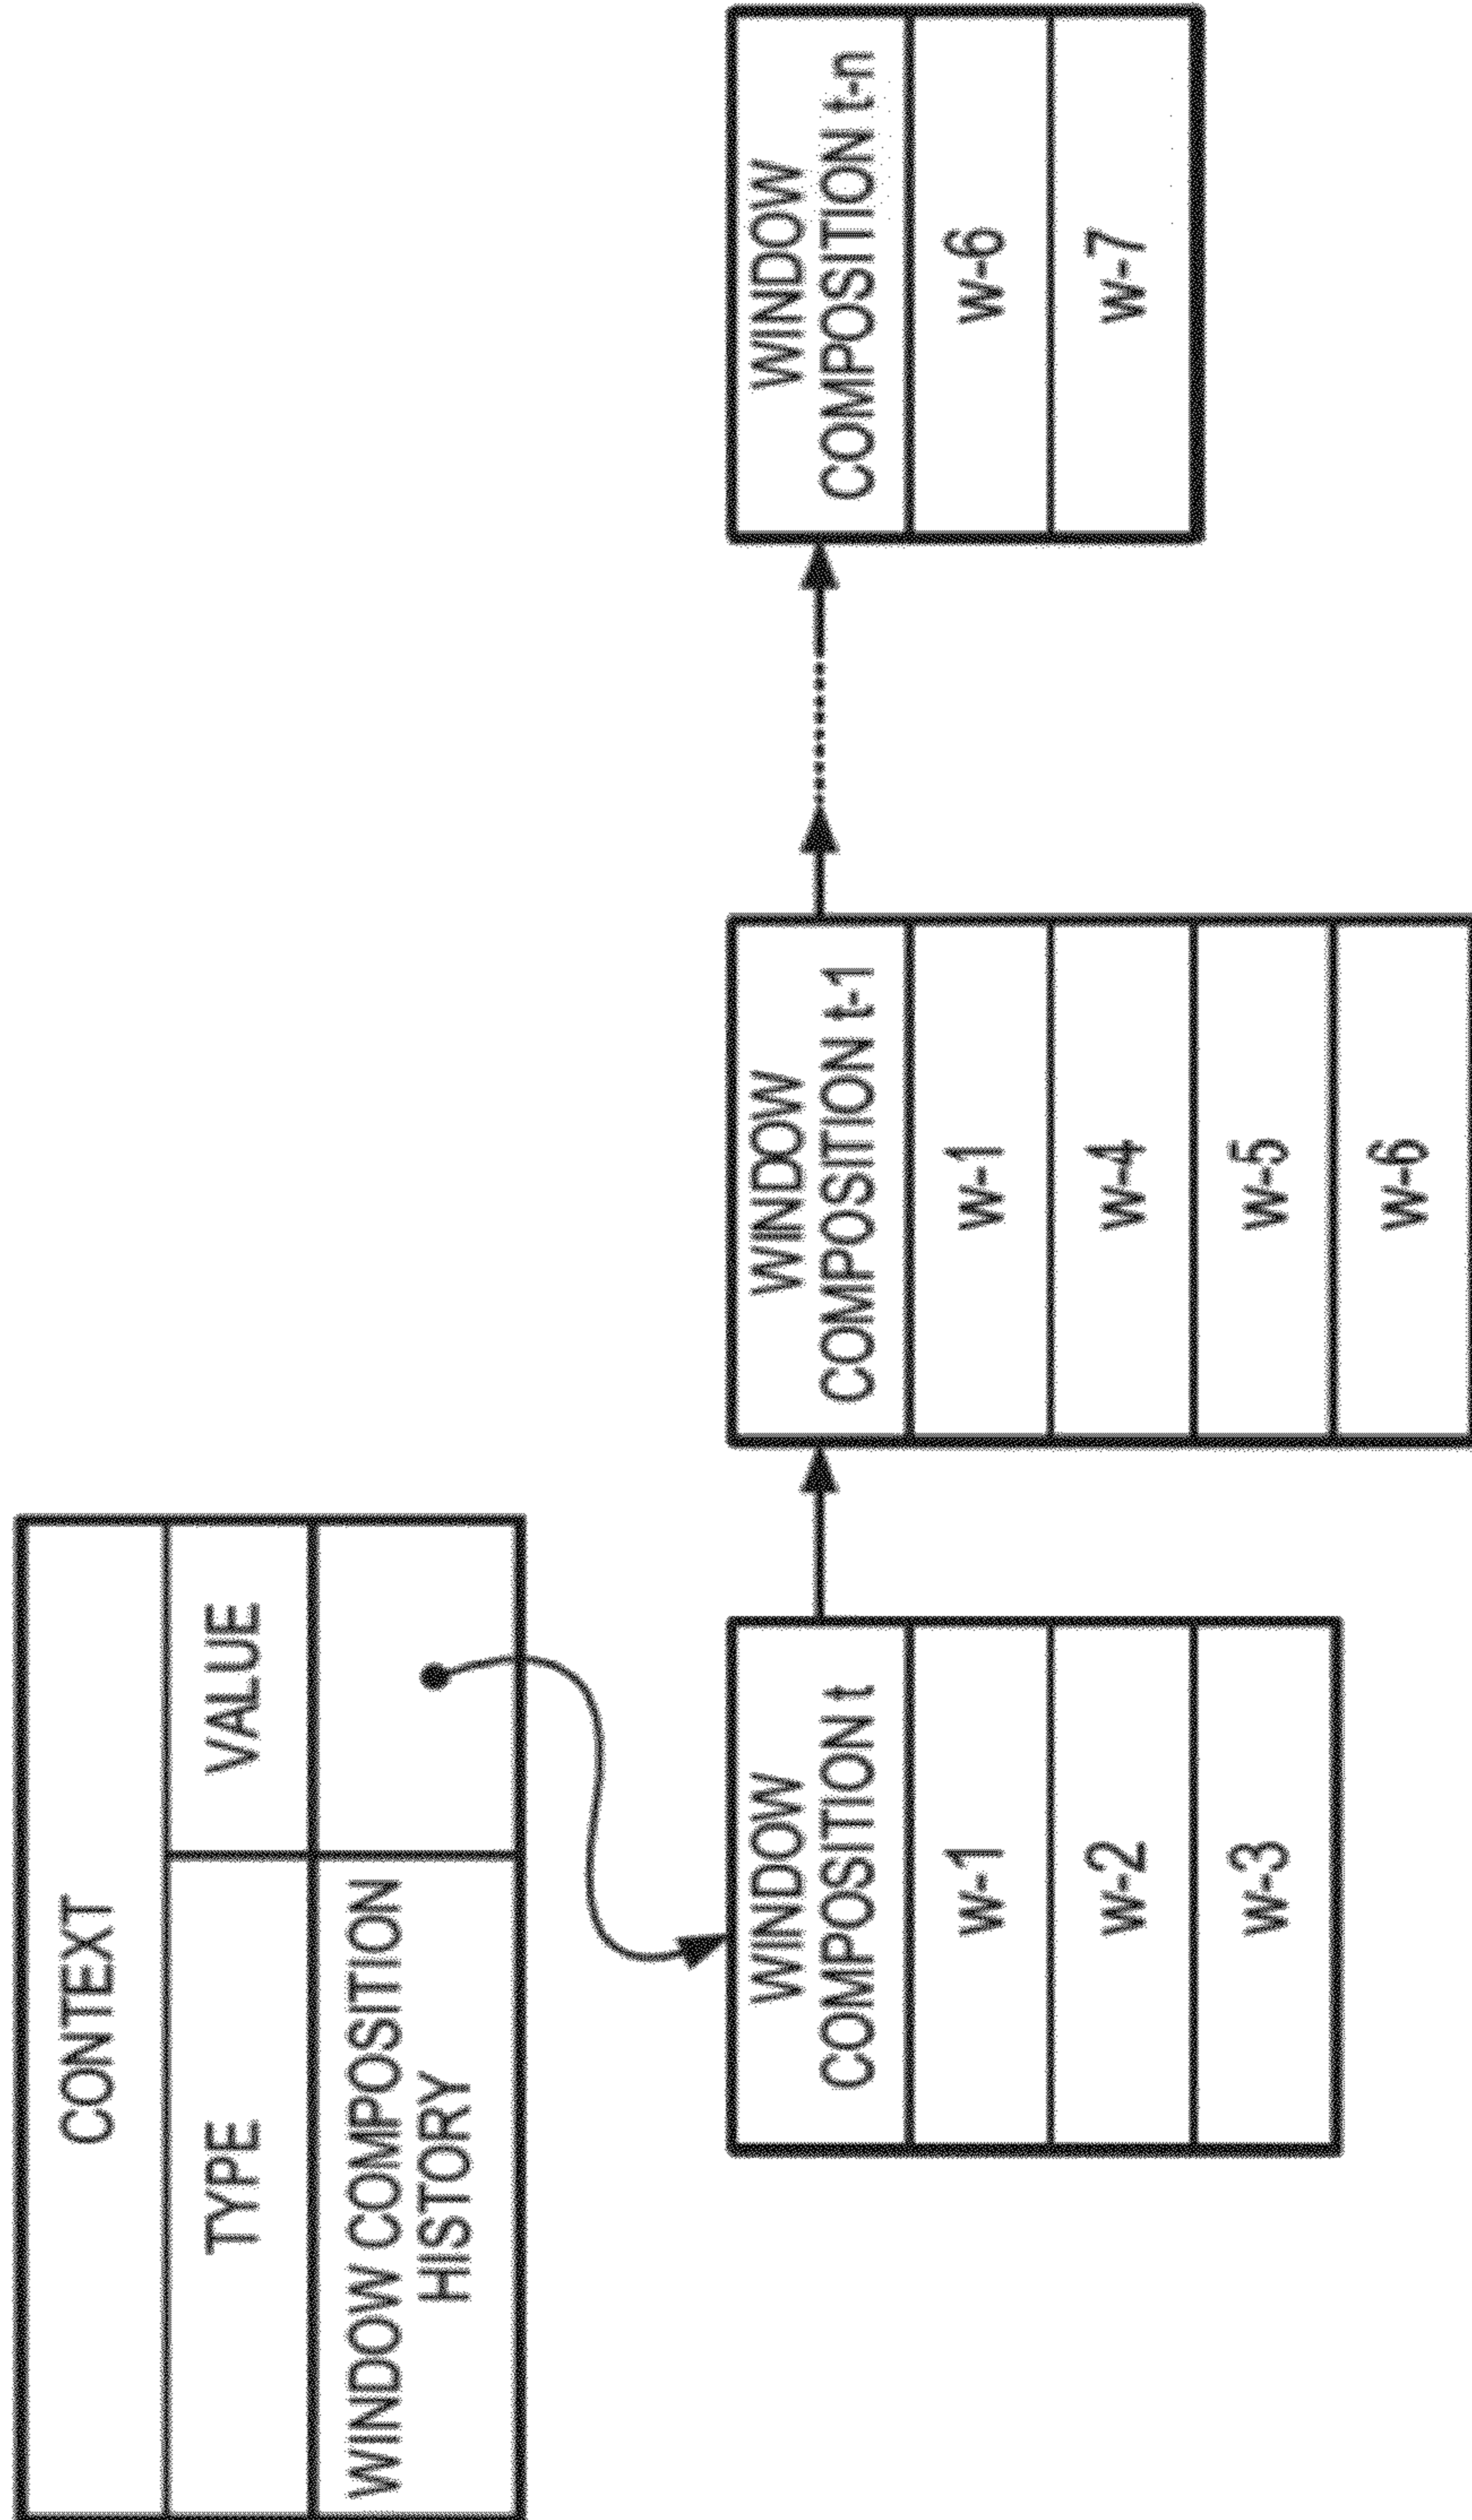 CONTEXT
TYPE
VALUE
WINDOW COMPOSITION
HISTORY
WINDOW
COMPOSITION t
w-1
w-2
w-3
WINDOW
COMPOSITION t-1
w-1
w-4
w-5
w-6
WINDOW
COMPOSITION t-n
w-6
w-7